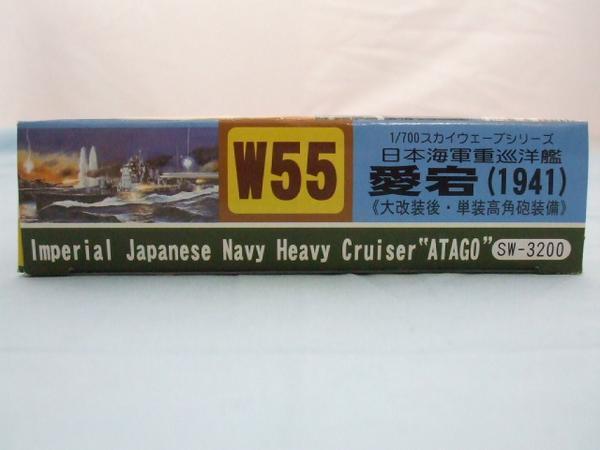 W55
1/700スカイウェーブシリーズ
日本海軍重巡洋艦
愛宕(1941)
《大改装後・単装高角砲装備》
Imperial Japanese Navy Heavy Cruiser "ATAGO" SW-3200